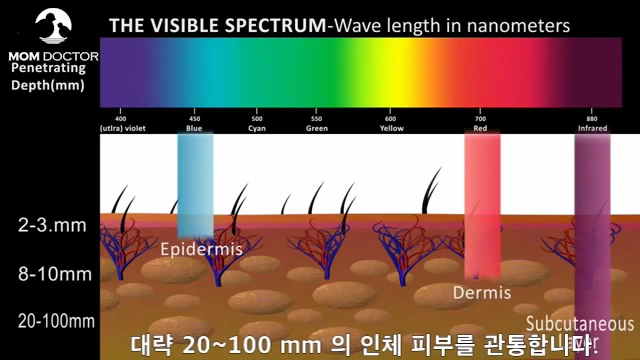 THE VISIBLE SPECTRUM-Wave length in nanometers
MOM DOCTOR
Penetrating
Depth(mm)
400 450 500 550 600 700 880
(utlra) violet Blue Cyan Green Yellow Red Infrared
2-3.mm
Epidermis
8-10mm
Dermis
20-100mm
Subcutaneous
대략 20~100 mm 의 인체 피부를 관통합니다